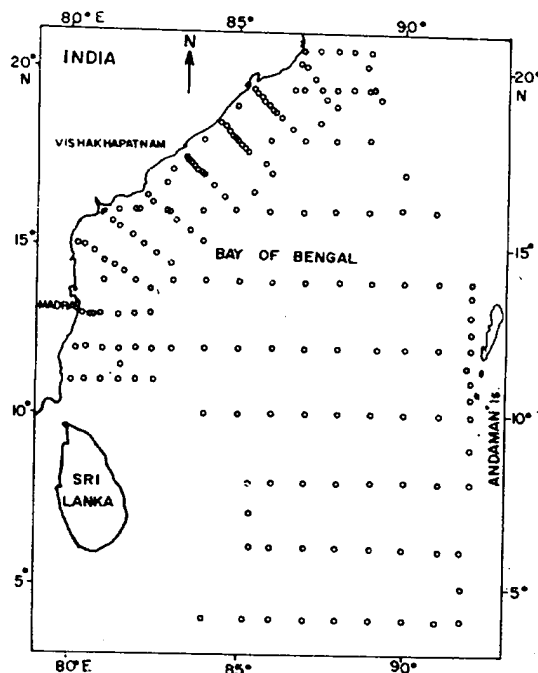 80° E
85°
90°
INDIA
N
20°
N
20°
N
VISHAKHAPATNAM
15°
BAY OF BENGAL
15°
MADRA
10°
10°
ANDAMAN Is.
SRI
LANKA
5°
5°
80°E
85°
90°